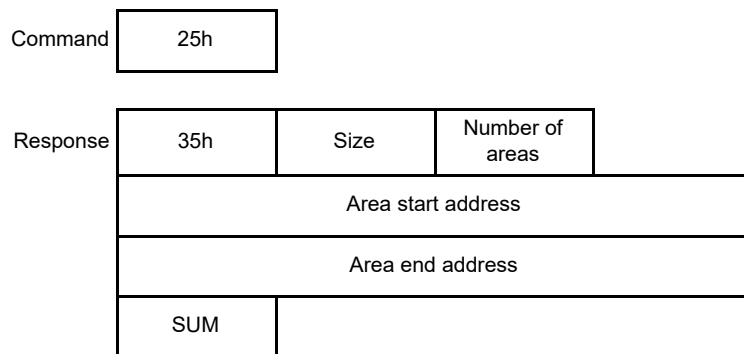 Command 25h
Response 35h Size Number of
areas
Area start address
Area end address
SUM